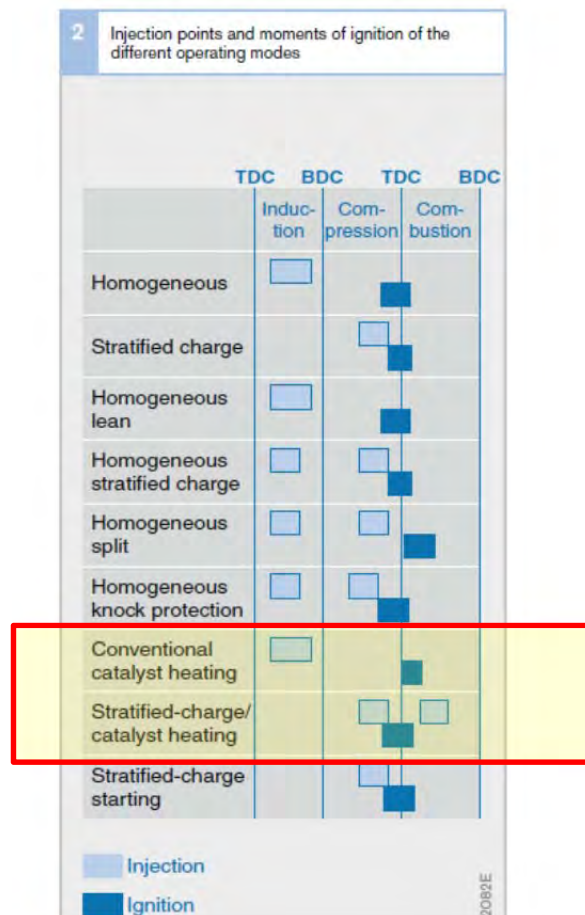 2
Injection points and moments of ignition of the
different operating modes
TDC BDC TDC BDC
Induc-
tion
Com-
pression
Com-
bustion
Homogeneous
Stratified charge
Homogeneous
lean
Homogeneous
stratified charge
Homogeneous
split
Homogeneous
knock protection
Conventional
catalyst heating
Stratified-charge/
catalyst heating
Stratified-charge
starting
Injection
Ignition
2082E